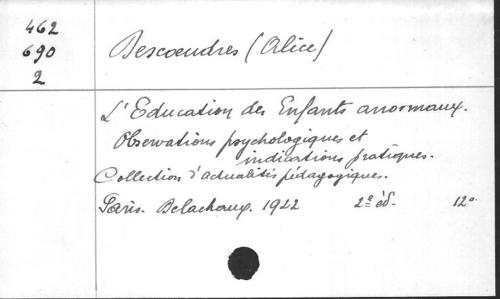 462
690
2
Descoeudres (Alice)
L'Education des Enfants anormaux.
Observations psychologiques et
indications pratiques.
Collection d'actualités pédagogiques.
Paris. Delachaux. 1922 2e éd. 12o